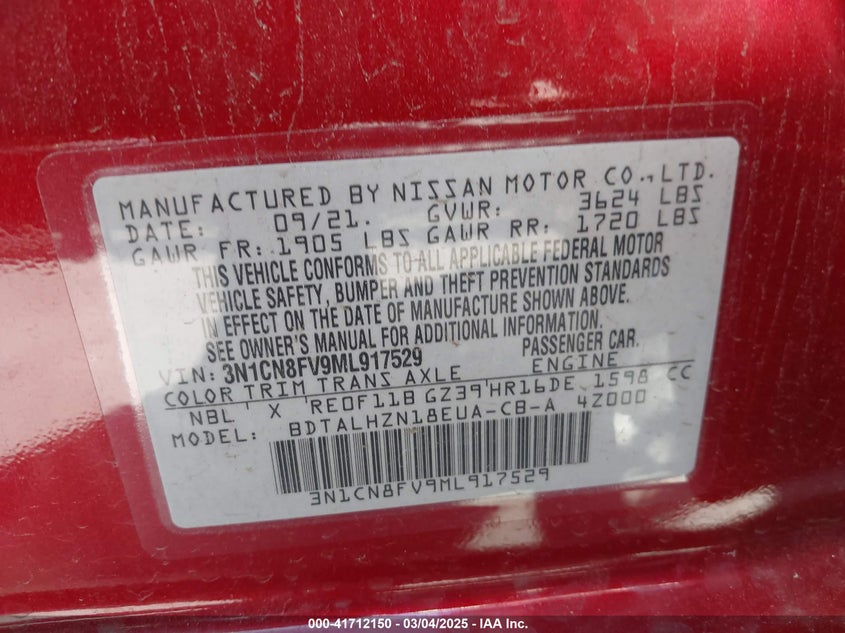 MANUFACTURED BY NISSAN MOTOR CO.,LTD.
DATE: 09/21. GVWR: 3624 LBS
GAWR FR: 1905 LBS GAWR RR: 1720 LBS
THIS VEHICLE CONFORMS TO ALL APPLICABLE FEDERAL MOTOR
VEHICLE SAFETY, BUMPER AND THEFT PREVENTION STANDARDS
IN EFFECT ON THE DATE OF MANUFACTURE SHOWN ABOVE.
SEE OWNER'S MANUAL FOR ADDITIONAL INFORMATION.
VIN: 3N1CN8FV9ML917529 PASSENGER CAR.
COLOR TRIM TRANS AXLE ENGINE
NBL X RE0F11B GZ39 HR16DE 1598 CC
MODEL: BDTALHZN18EUA-CB-A 4Z000
3N1CN8FV9ML917529
000-41712150 - 03/04/2025 - IAA Inc.